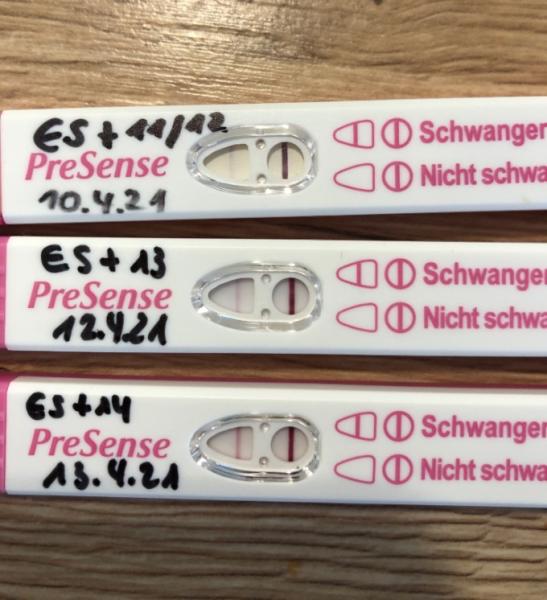 ES + 11/12
PreSense
10.4.21
Schwanger
Nicht schwa
ES + 13
PreSense
12.4.21
Schwanger
Nicht schwa
ES + 14
PreSense
13.4.21
Schwanger
Nicht schwa